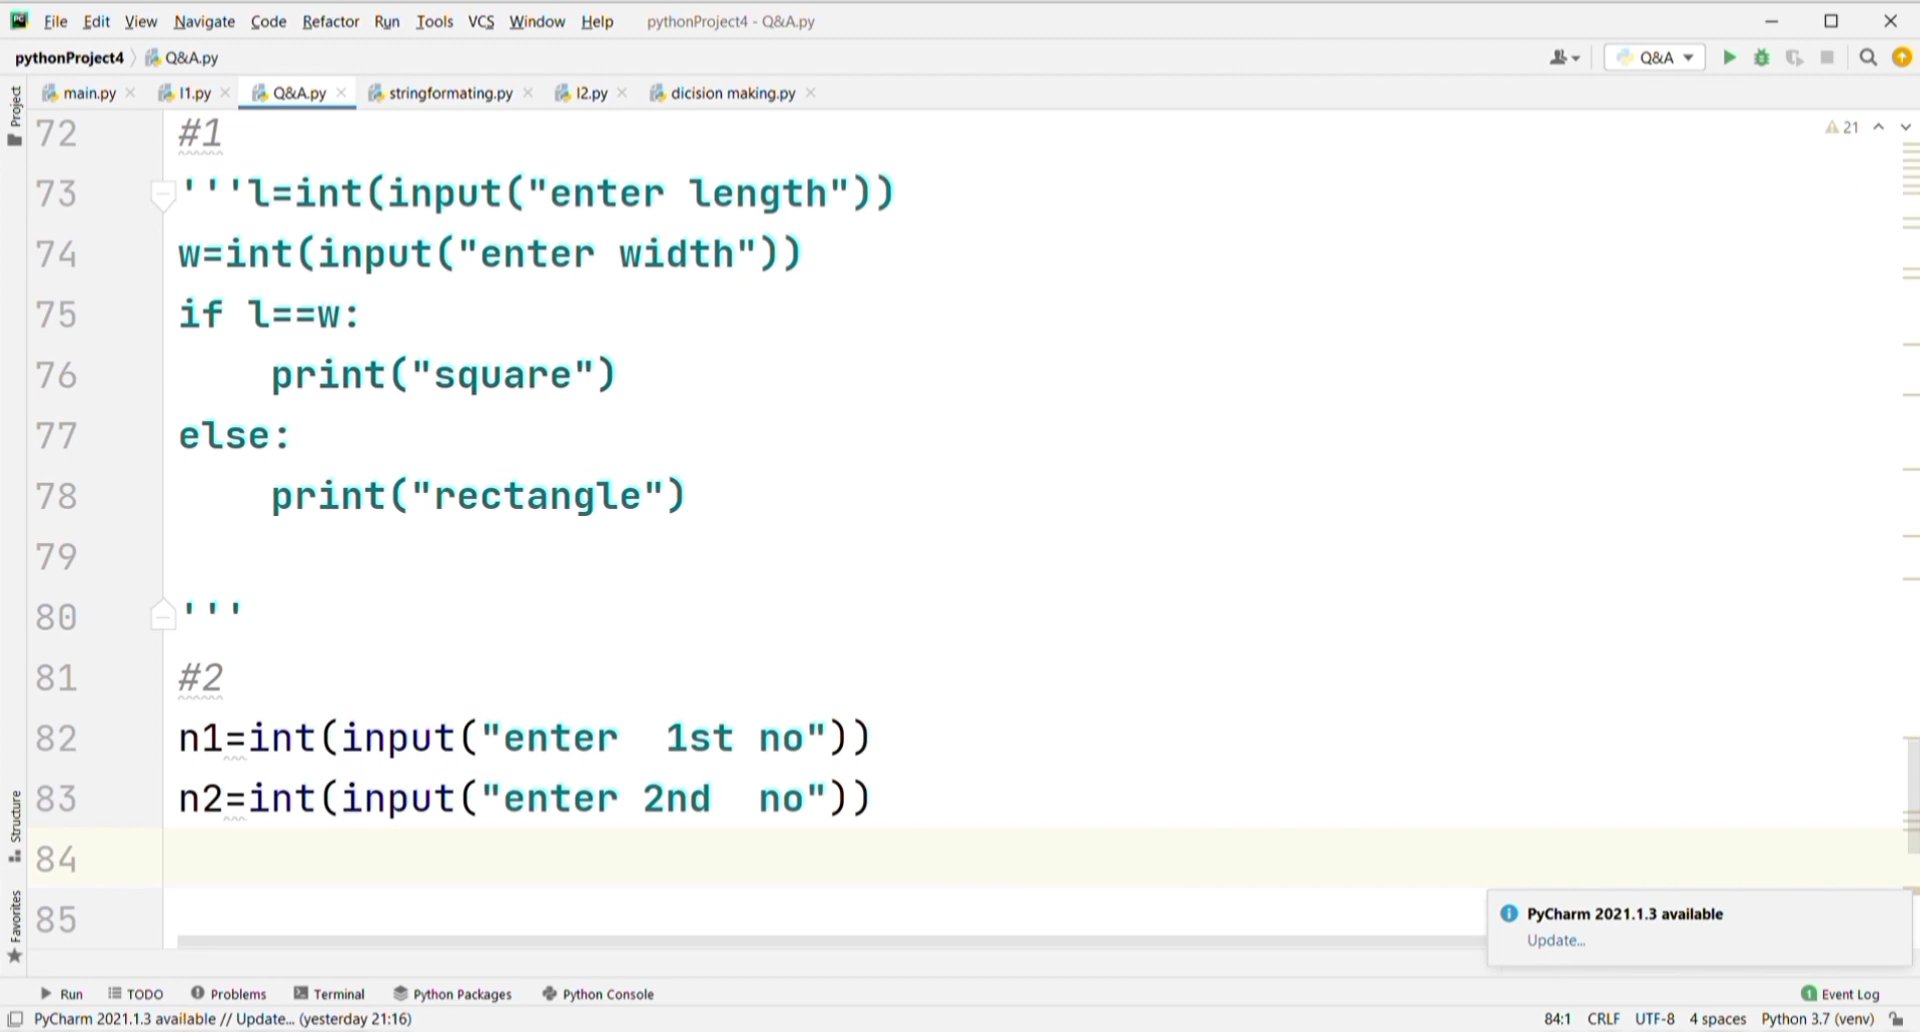 File Edit View Navigate Code Refactor Run Tools VCS Window Help pythonProject4 - Q&A.py
pythonProject4 Q&A.py Q&A
main.py l1.py Q&A.py stringformating.py l2.py dicision making.py
Project
21
72 #1
73 '''l=int(input("enter length"))
74 w=int(input("enter width"))
75 if l==w:
76     print("square")
77 else:
78     print("rectangle")
79
80 '''
81 #2
82 n1=int(input("enter  1st no"))
83 n2=int(input("enter 2nd  no"))
84
85
Structure
Favorites
PyCharm 2021.1.3 available
Update...
Run TODO Problems Terminal Python Packages Python Console 1 Event Log
PyCharm 2021.1.3 available // Update... (yesterday 21:16) 84:1 CRLF UTF-8 4 spaces Python 3.7 (venv)